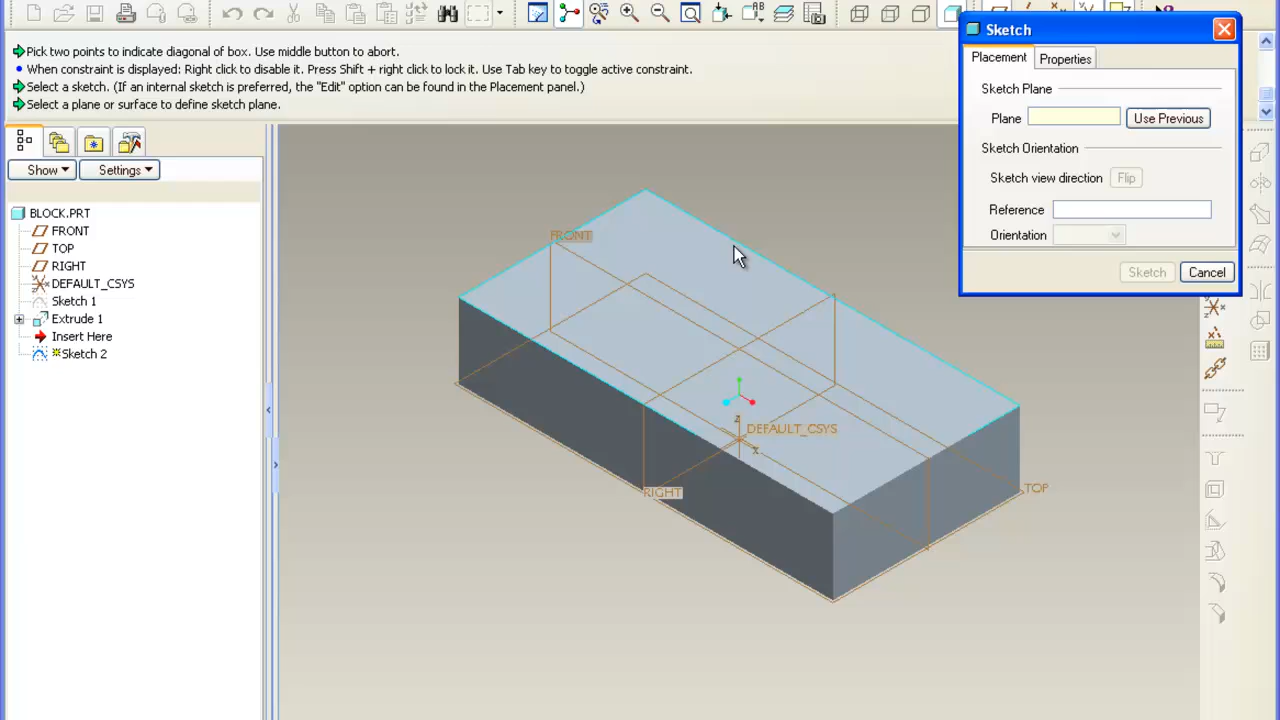 Pick two points to indicate diagonal of box. Use middle button to abort.
When constraint is displayed: Right click to disable it. Press Shift + right click to lock it. Use Tab key to toggle active constraint.
Select a sketch. (If an internal sketch is preferred, the "Edit" option can be found in the Placement panel.)
Select a plane or surface to define sketch plane.
Show
Settings
BLOCK.PRT
FRONT
TOP
RIGHT
DEFAULT_CSYS
Sketch 1
Extrude 1
Insert Here
Sketch 2
FRONT
DEFAULT_CSYS
z
x
RIGHT
TOP
Sketch
Placement
Properties
Sketch Plane
Plane
Use Previous
Sketch Orientation
Sketch view direction
Flip
Reference
Orientation
Sketch
Cancel